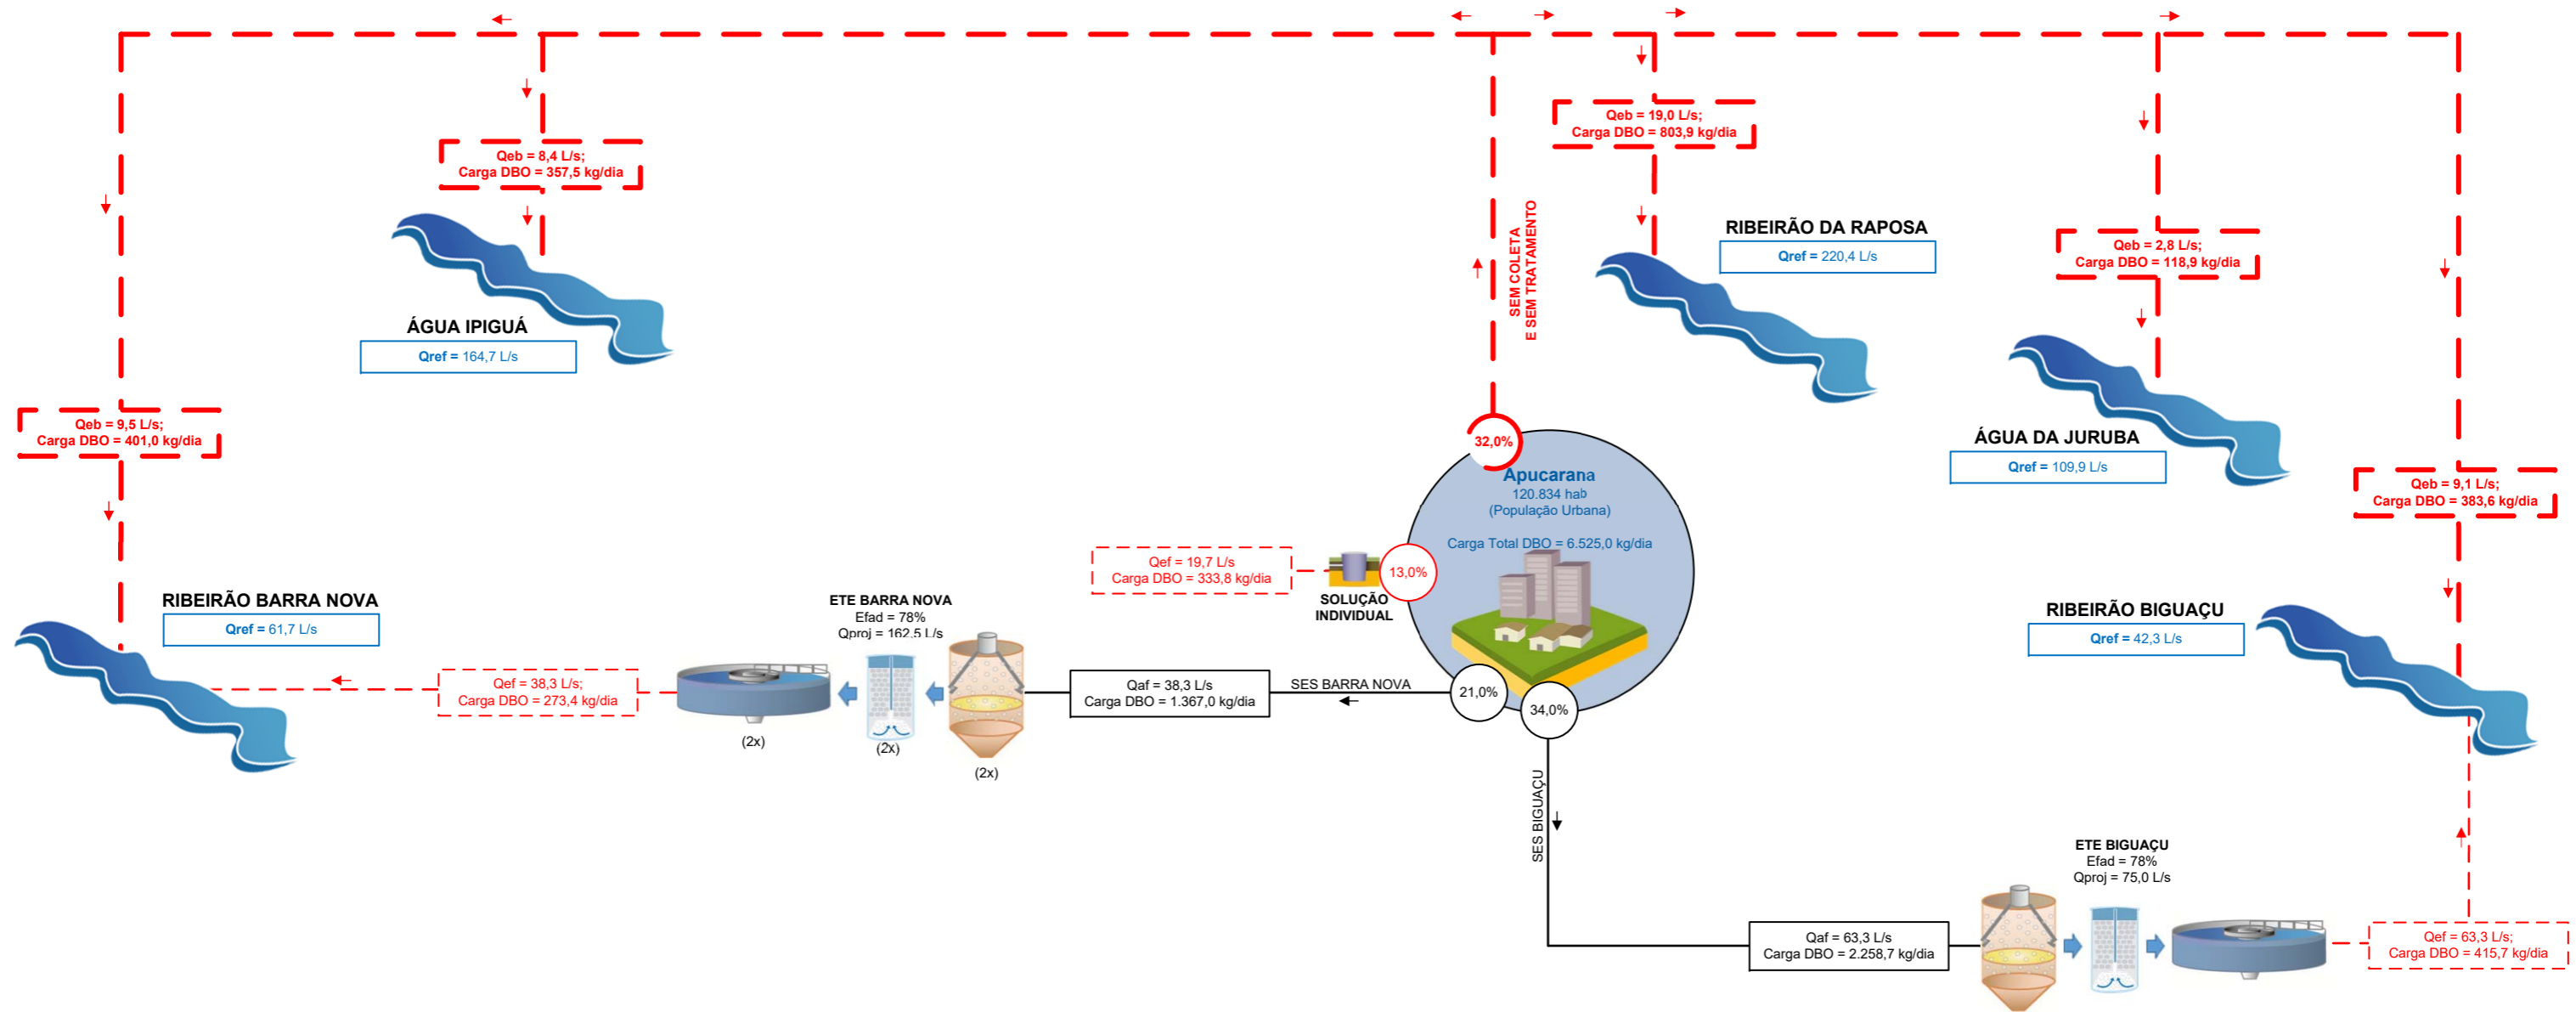 Qeb = 19,0 L/s;
Carga DBO = 803,9 kg/dia
Qeb = 8,4 L/s;
Carga DBO = 357,5 kg/dia
SEM COLETA
E SEM TRATAMENTO
RIBEIRÃO DA RAPOSA
Qref = 220,4 L/s
Qeb = 2,8 L/s;
Carga DBO = 118,9 kg/dia
ÁGUA IPIGUÁ
Qref = 164,7 L/s
Qeb = 9,5 L/s;
Carga DBO = 401,0 kg/dia
32,0%
ÁGUA DA JURUBA
Qref = 109,9 L/s
Apucarana
120.834 hab
(População Urbana)
Carga Total DBO = 6.525,0 kg/dia
Qeb = 9,1 L/s;
Carga DBO = 383,6 kg/dia
Qef = 19,7 L/s
Carga DBO = 333,8 kg/dia
13,0%
SOLUÇÃO
INDIVIDUAL
RIBEIRÃO BARRA NOVA
Qref = 61,7 L/s
ETE BARRA NOVA
Efad = 78%
Qproj = 162,5 L/s
RIBEIRÃO BIGUAÇU
Qref = 42,3 L/s
Qef = 38,3 L/s;
Carga DBO = 273,4 kg/dia
(2x)
(2x)
(2x)
Qaf = 38,3 L/s
Carga DBO = 1.367,0 kg/dia
SES BARRA NOVA
21,0%
34,0%
SES BIGUAÇU
ETE BIGUAÇU
Efad = 78%
Qproj = 75,0 L/s
Qaf = 63,3 L/s
Carga DBO = 2.258,7 kg/dia
Qef = 63,3 L/s;
Carga DBO = 415,7 kg/dia